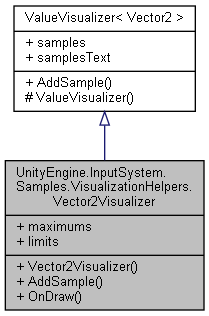 ValueVisualizer< Vector2 >
+ samples
+ samplesText
+ AddSample()
# ValueVisualizer()
UnityEngine.InputSystem.
Samples.VisualizationHelpers.
Vector2Visualizer
+ maximums
+ limits
+ Vector2Visualizer()
+ AddSample()
+ OnDraw()